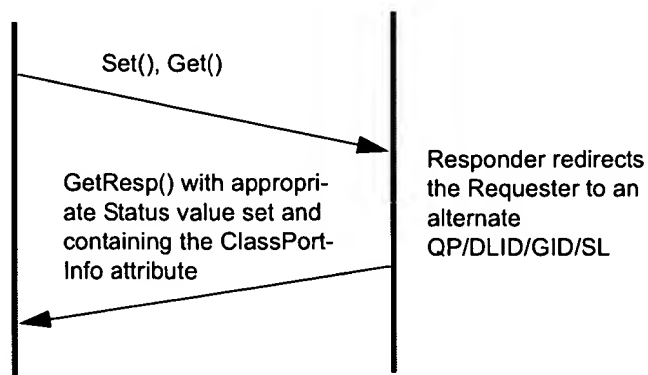 Set(), Get()
GetResp() with appropri-
ate Status value set and
containing the ClassPort-
Info attribute
Responder redirects
the Requester to an
alternate
QP/DLID/GID/SL